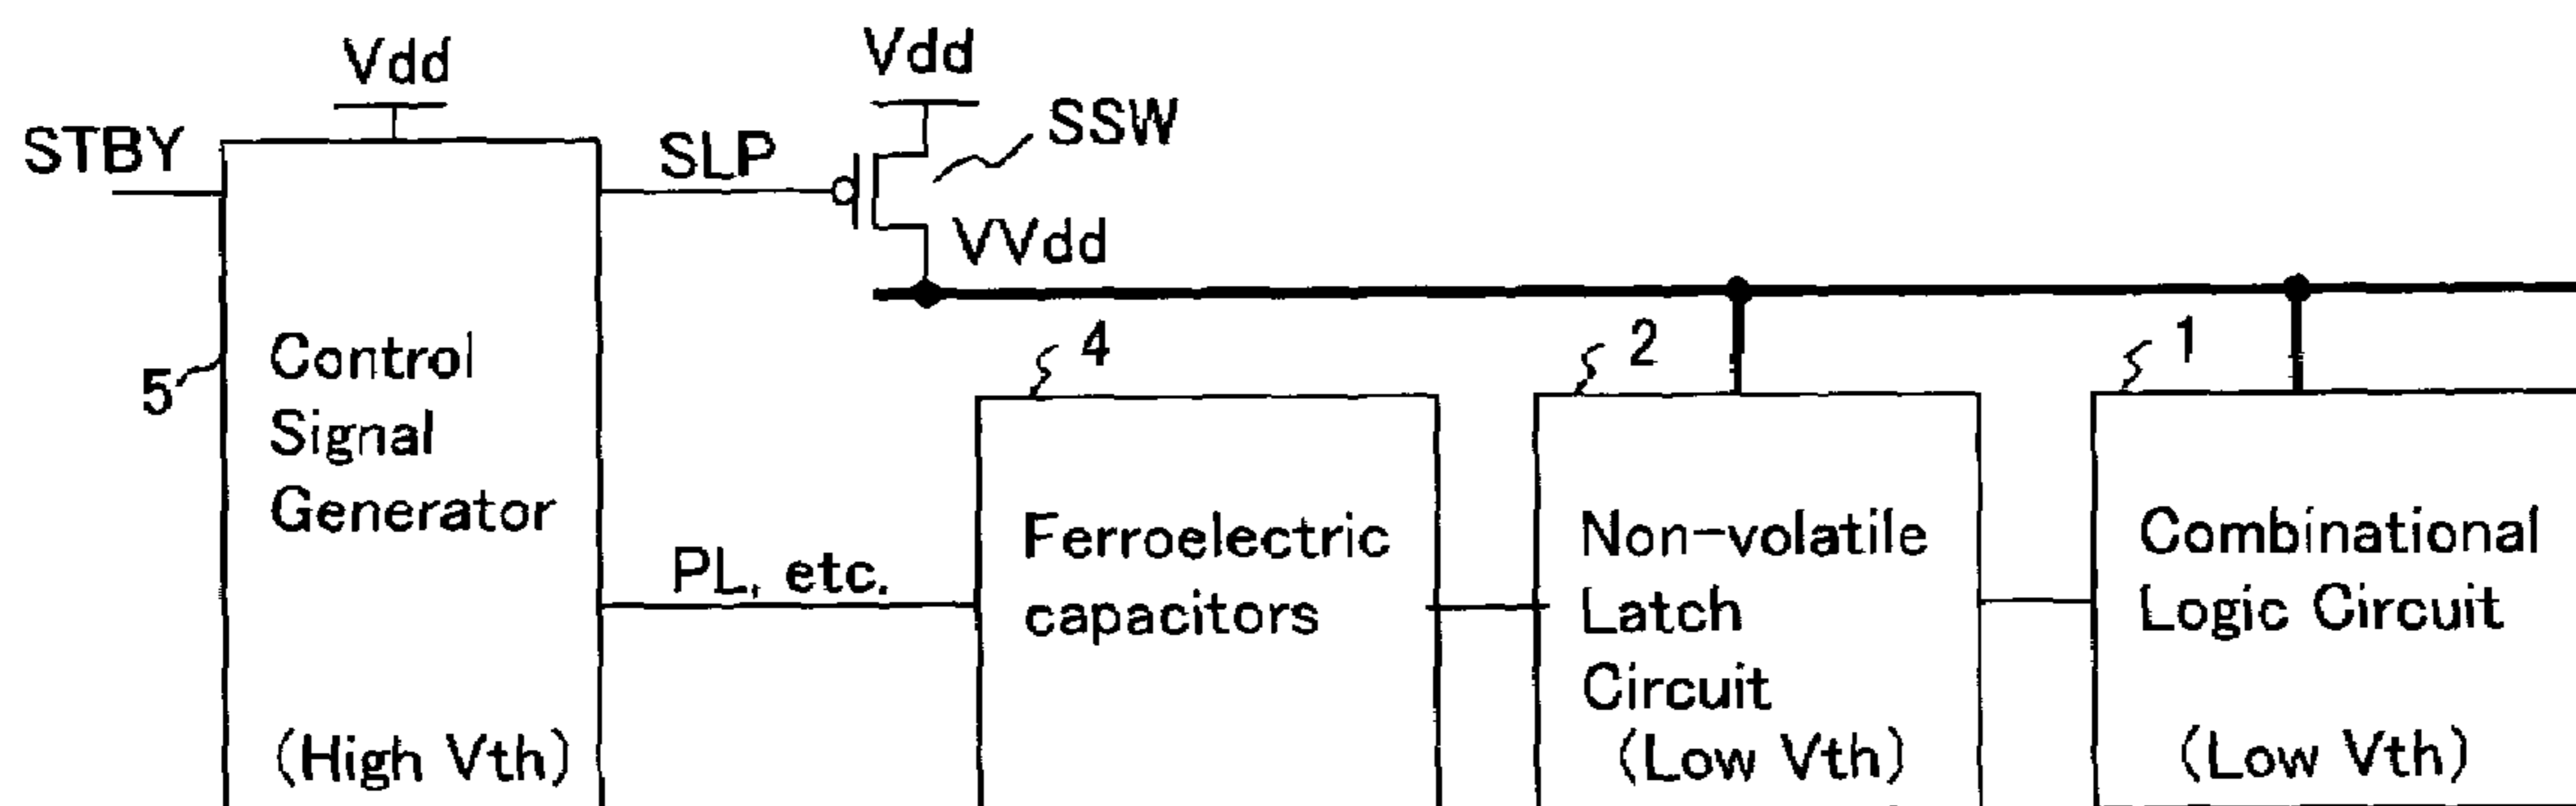 Vdd
Vdd
STBY
SLP
SSW
VVdd
5
Control
Signal
Generator
(High Vth)
PL, etc.
4
Ferroelectric
capacitors
2
Non-volatile
Latch
Circuit
(Low Vth)
1
Combinational
Logic Circuit
(Low Vth)